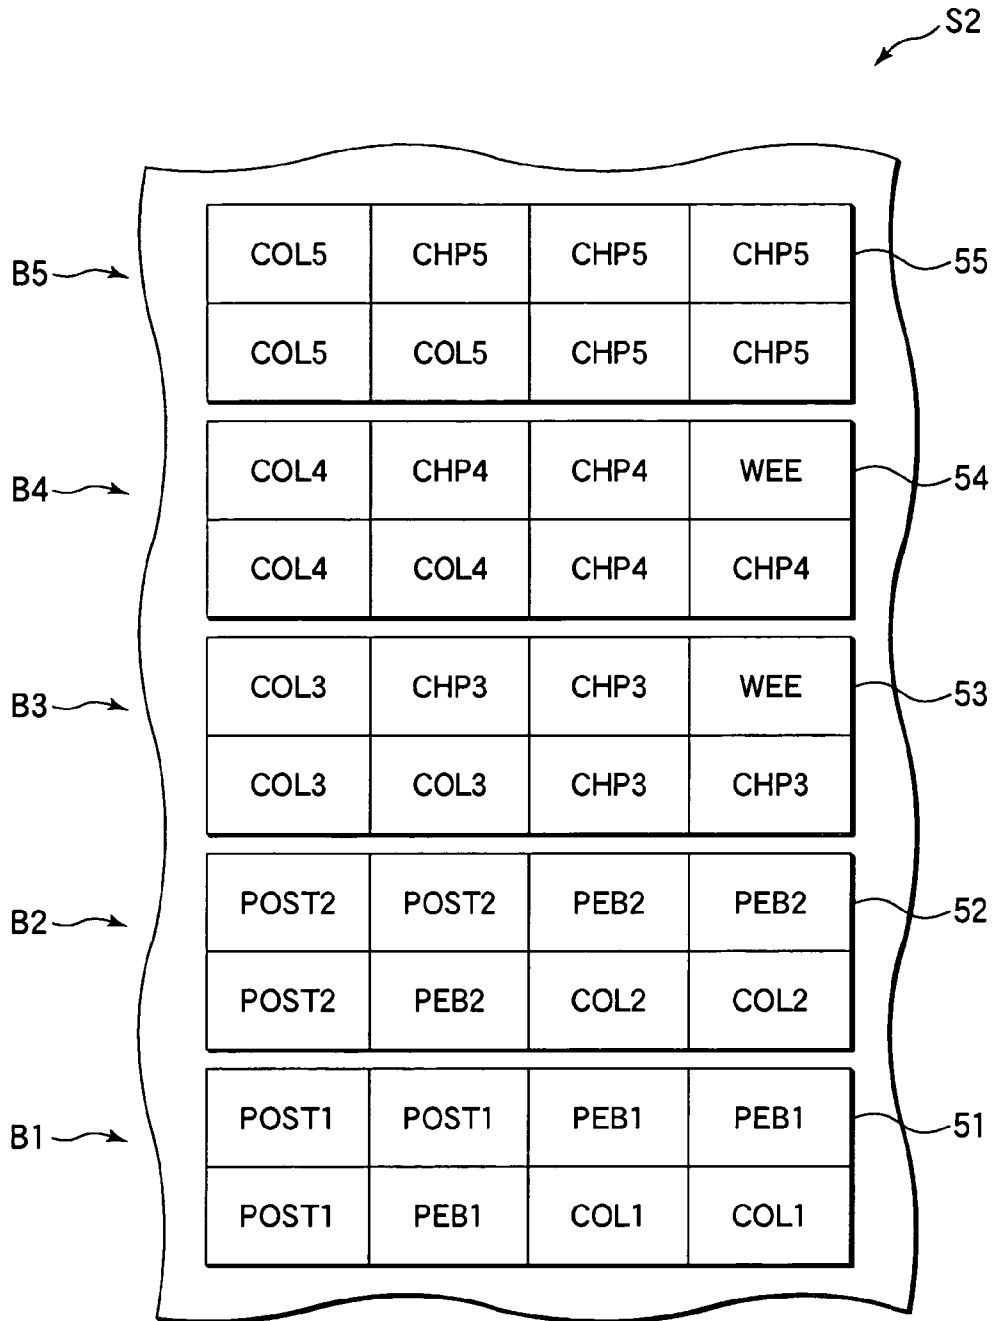 S2
COL5 CHP5 CHP5 CHP5
B5 55
COL5 COL5 CHP5 CHP5
COL4 CHP4 CHP4 WEE
B4 54
COL4 COL4 CHP4 CHP4
COL3 CHP3 CHP3 WEE
B3 53
COL3 COL3 CHP3 CHP3
POST2 POST2 PEB2 PEB2
B2 52
POST2 PEB2 COL2 COL2
POST1 POST1 PEB1 PEB1
B1 51
POST1 PEB1 COL1 COL1